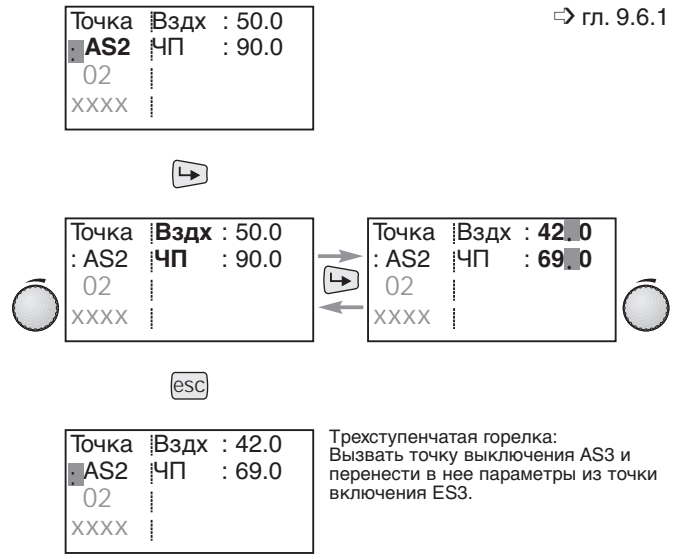 ⇨ гл. 9.6.1
Точка Вздх : 50.0
: AS2 ЧП : 90.0
02
xxxx
Точка Вздх : 50.0
: AS2 ЧП : 90.0
02
xxxx
Точка Вздх : 42.0
: AS2 ЧП : 69.0
02
xxxx
esc
Точка Вздх : 42.0
: AS2 ЧП : 69.0
02
xxxx
Трехступенчатая горелка:
Вызвать точку выключения AS3 и
перенести в нее параметры из точки
включения ES3.